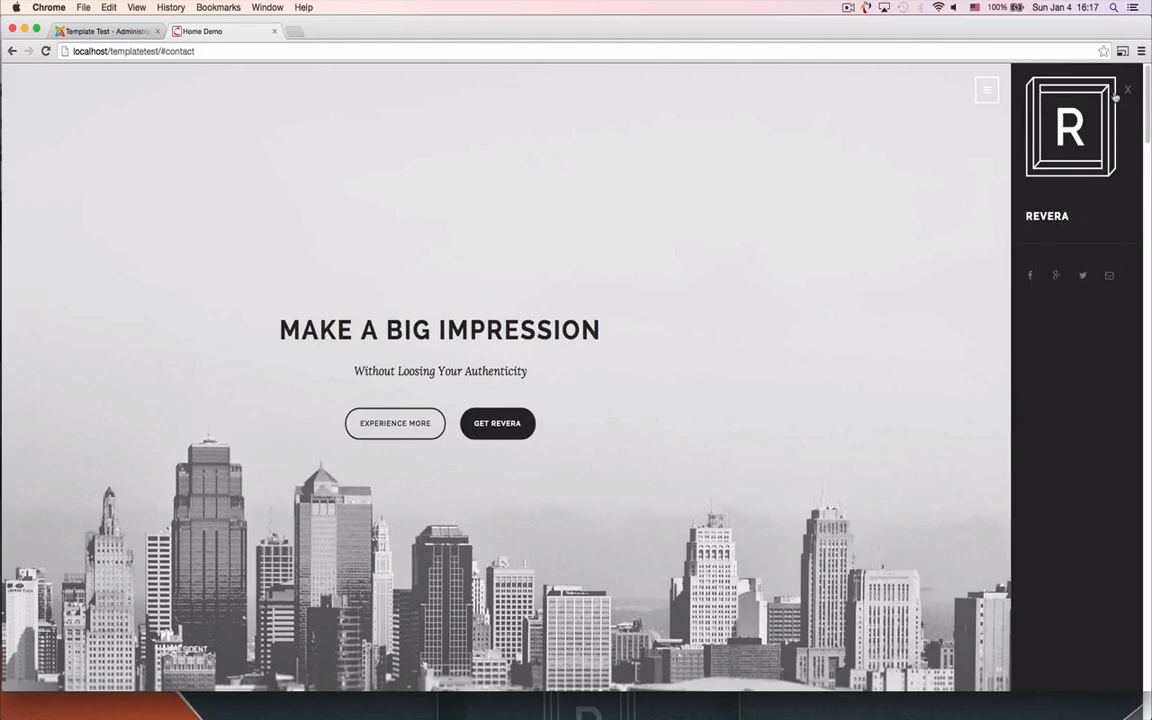 Chrome File Edit View History Bookmarks Window Help 100% Sun Jan 4 16:17
Template Test - Administra
Home Demo
localhost/templatetest/#contact
X
R
REVERA
MAKE A BIG IMPRESSION
Without Loosing Your Authenticity
EXPERIENCE MORE
GET REVERA
R